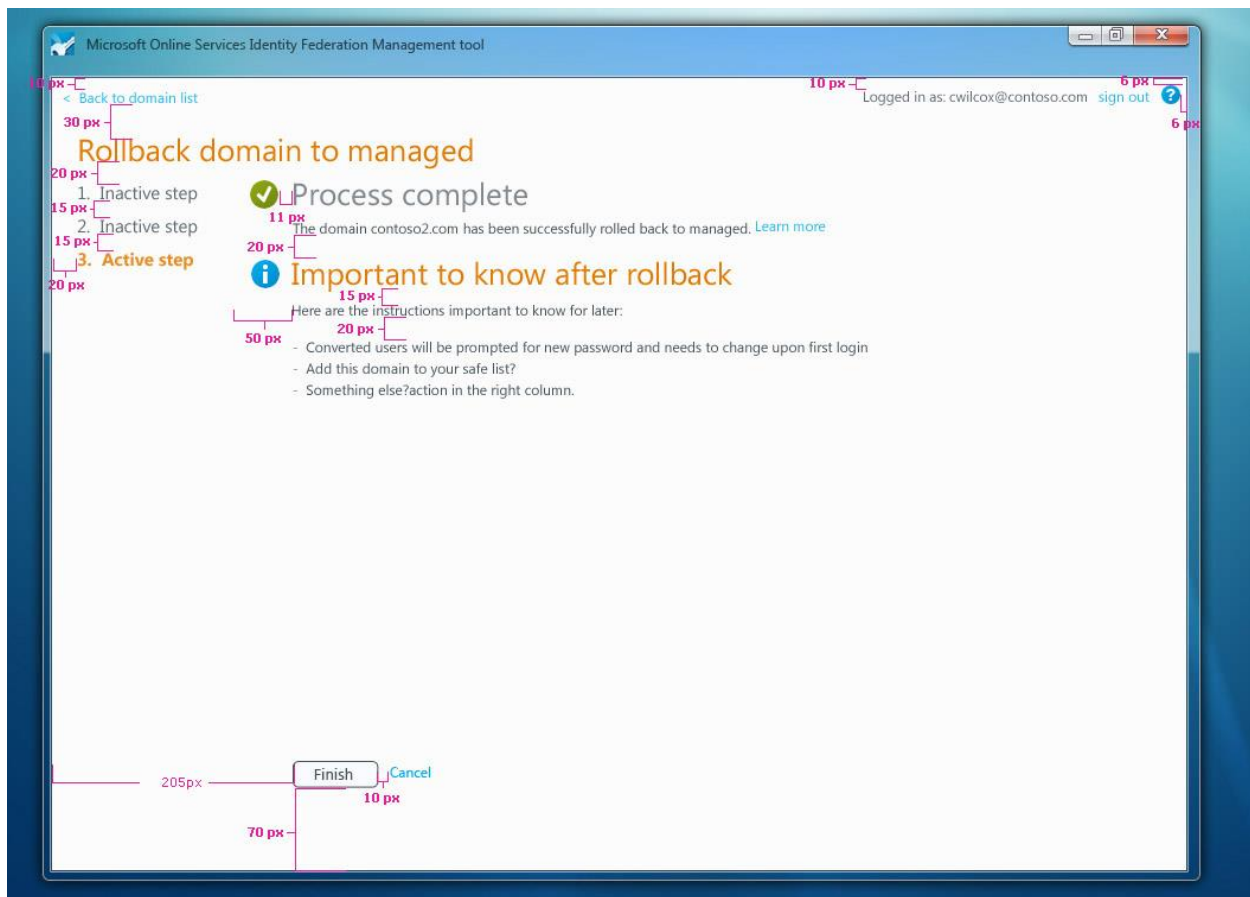 Microsoft Online Services Identity Federation Management tool
10 px
10 px
6 px
< Back to domain list
Logged in as: cwilcox@contoso.com sign out ?
30 px
6 px
Rollback domain to managed
20 px
1. Inactive step
Process complete
15 px
11 px
2. Inactive step
The domain contoso2.com has been successfully rolled back to managed. Learn more
15 px
20 px
3. Active step
Important to know after rollback
20 px
15 px
Here are the instructions important to know for later:
20 px
50 px
- Converted users will be prompted for new password and needs to change upon first login
- Add this domain to your safe list?
- Something else?action in the right column.
Finish
Cancel
205px
10 px
70 px